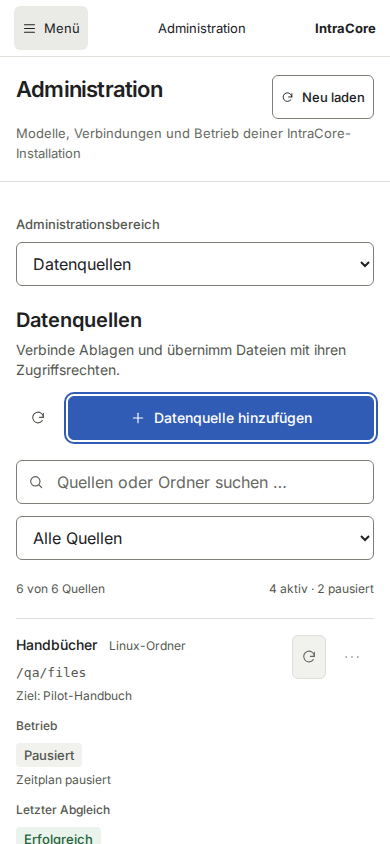 Menü
Administration
IntraCore
Administration
Neu laden
Modelle, Verbindungen und Betrieb deiner IntraCore-
Installation
Administrationsbereich
Datenquellen
Datenquellen
Verbinde Ablagen und übernimm Dateien mit ihren
Zugriffsrechten.
Datenquelle hinzufügen
Quellen oder Ordner suchen ...
Alle Quellen
6 von 6 Quellen
4 aktiv · 2 pausiert
Handbücher Linux-Ordner
/qa/files
Ziel: Pilot-Handbuch
Betrieb
Pausiert
Zeitplan pausiert
Letzter Abgleich
Erfolgreich